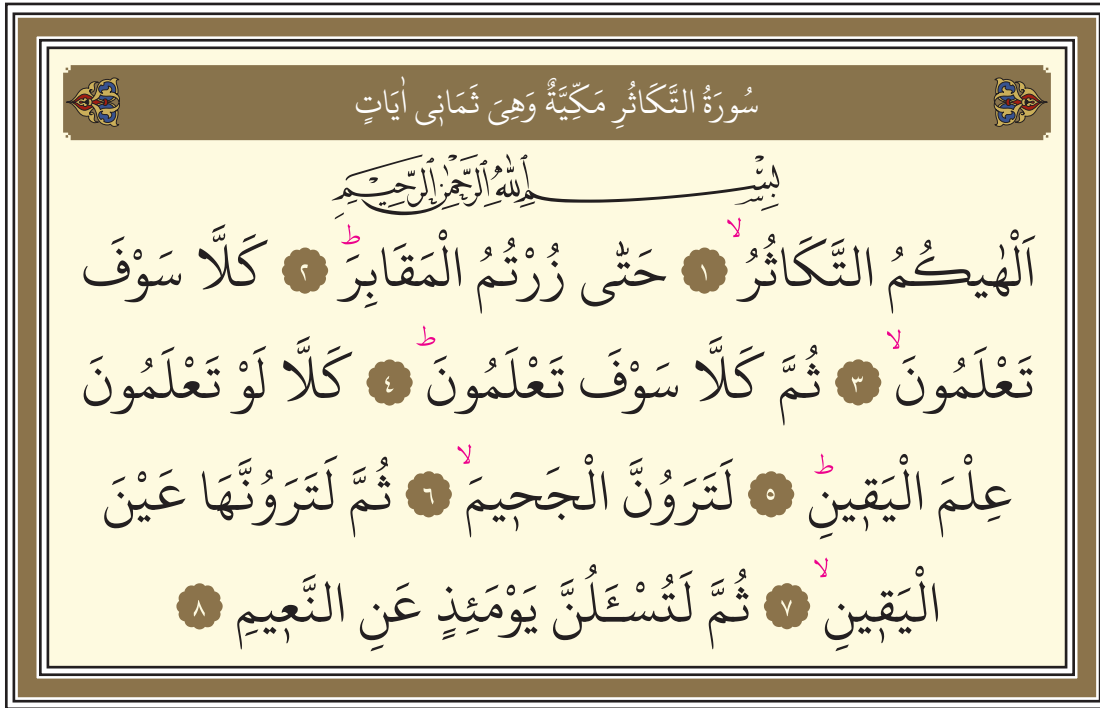 سُورَةُ التَّكَاثُرِ مَكِّيَّةٌ وَهِىَ ثَمَانٖى اٰيَاتٍ
بِسْمِ اللّٰهِ الرَّحْمٰنِ الرَّحٖيمِ
اَلْهٰيكُمُ التَّكَاثُرُۙ ﴿١﴾ حَتّٰى زُرْتُمُ الْمَقَابِرَؕ ﴿٢﴾ كَلَّا سَوْفَ
تَعْلَمُونَۙ ﴿٣﴾ ثُمَّ كَلَّا سَوْفَ تَعْلَمُونَؕ ﴿٤﴾ كَلَّا لَوْ تَعْلَمُونَ
عِلْمَ الْيَقٖينِؕ ﴿٥﴾ لَتَرَوُنَّ الْجَحٖيمَۙ ﴿٦﴾ ثُمَّ لَتَرَوُنَّهَا عَيْنَ
الْيَقٖينِۙ ﴿٧﴾ ثُمَّ لَتُسْـَٔلُنَّ يَوْمَئِذٍ عَنِ النَّعٖيمِ ﴿٨﴾